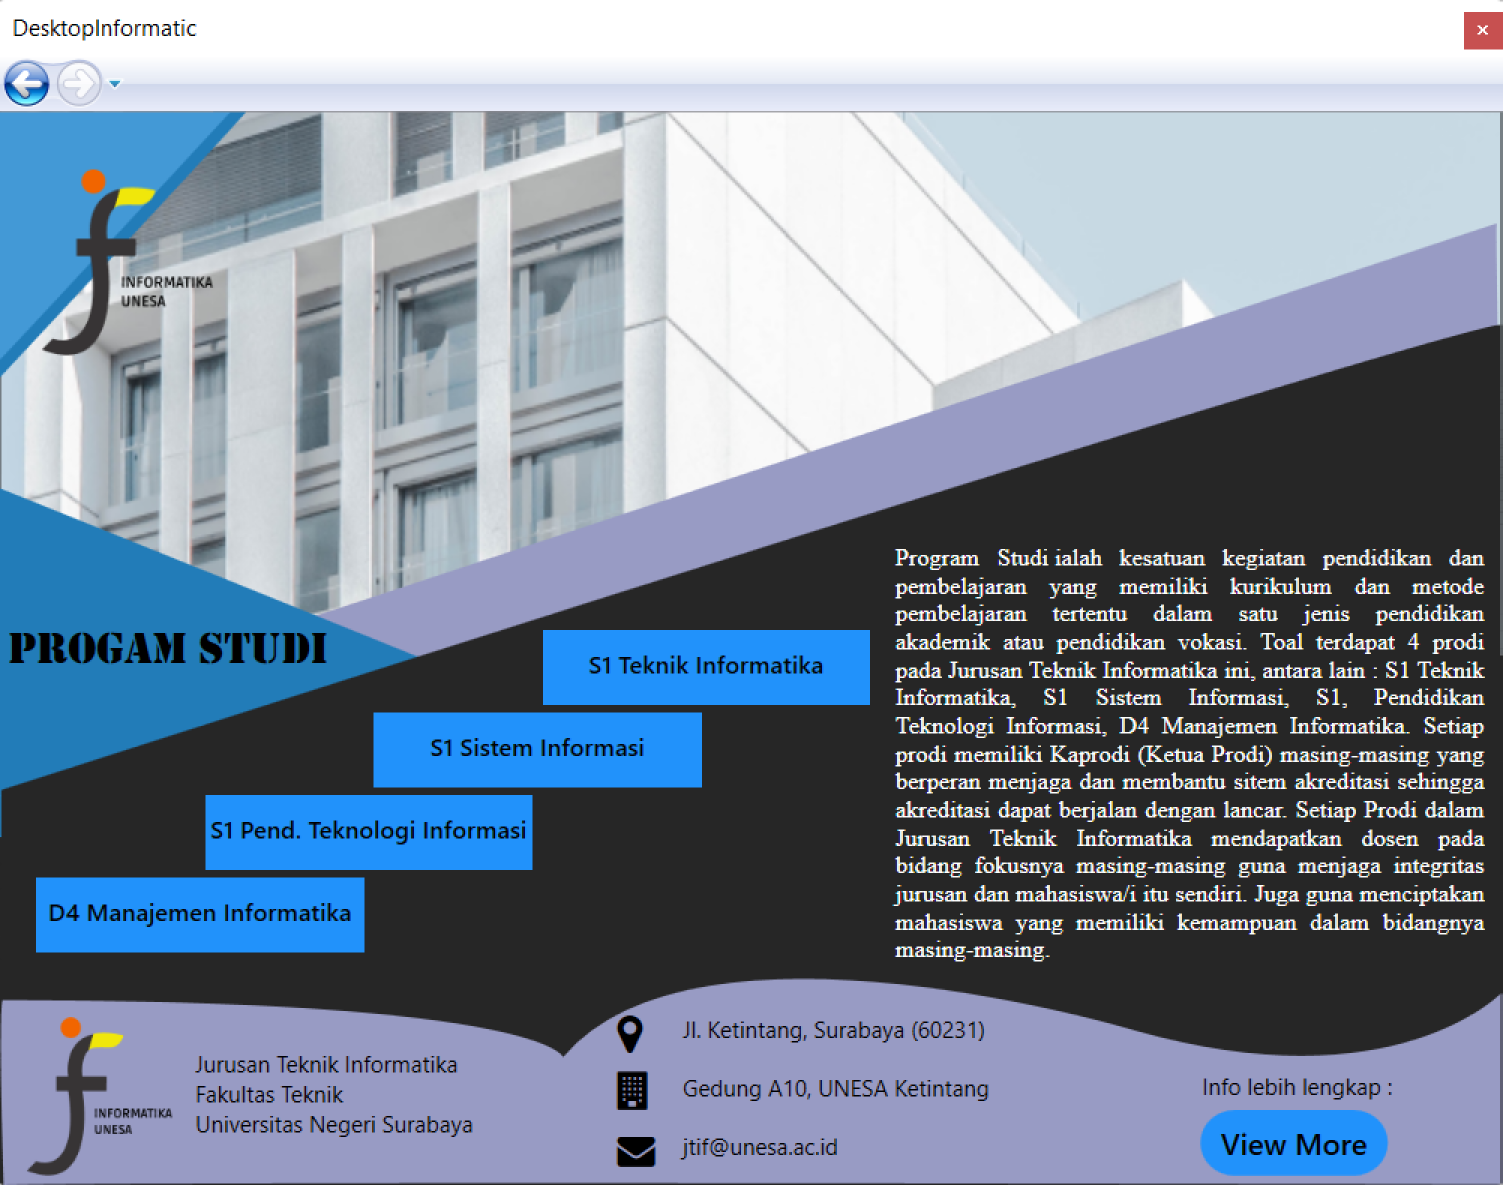 DesktopInformatic
INFORMATIKA
UNESA
PROGAM STUDI
S1 Teknik Informatika
S1 Sistem Informasi
S1 Pend. Teknologi Informasi
D4 Manajemen Informatika
Program Studi ialah kesatuan kegiatan pendidikan dan
pembelajaran yang memiliki kurikulum dan metode
pembelajaran tertentu dalam satu jenis pendidikan
akademik atau pendidikan vokasi. Toal terdapat 4 prodi
pada Jurusan Teknik Informatika ini, antara lain : S1 Teknik
Informatika, S1 Sistem Informasi, S1, Pendidikan
Teknologi Informasi, D4 Manajemen Informatika. Setiap
prodi memiliki Kaprodi (Ketua Prodi) masing-masing yang
berperan menjaga dan membantu sitem akreditasi sehingga
akreditasi dapat berjalan dengan lancar. Setiap Prodi dalam
Jurusan Teknik Informatika mendapatkan dosen pada
bidang fokusnya masing-masing guna menjaga integritas
jurusan dan mahasiswa/i itu sendiri. Juga guna menciptakan
mahasiswa yang memiliki kemampuan dalam bidangnya
masing-masing.
INFORMATIKA
UNESA
Jurusan Teknik Informatika
Fakultas Teknik
Universitas Negeri Surabaya
Jl. Ketintang, Surabaya (60231)
Gedung A10, UNESA Ketintang
jtif@unesa.ac.id
Info lebih lengkap :
View More